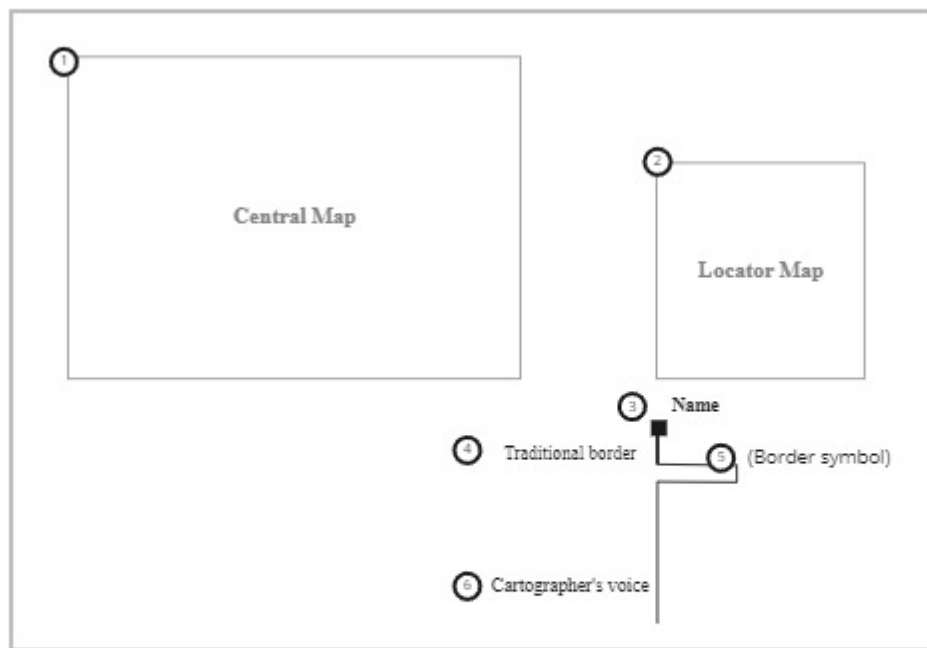 1
Central Map
2
Locator Map
3 Name
4 Traditional border 5 (Border symbol)
6 Cartographer's voice